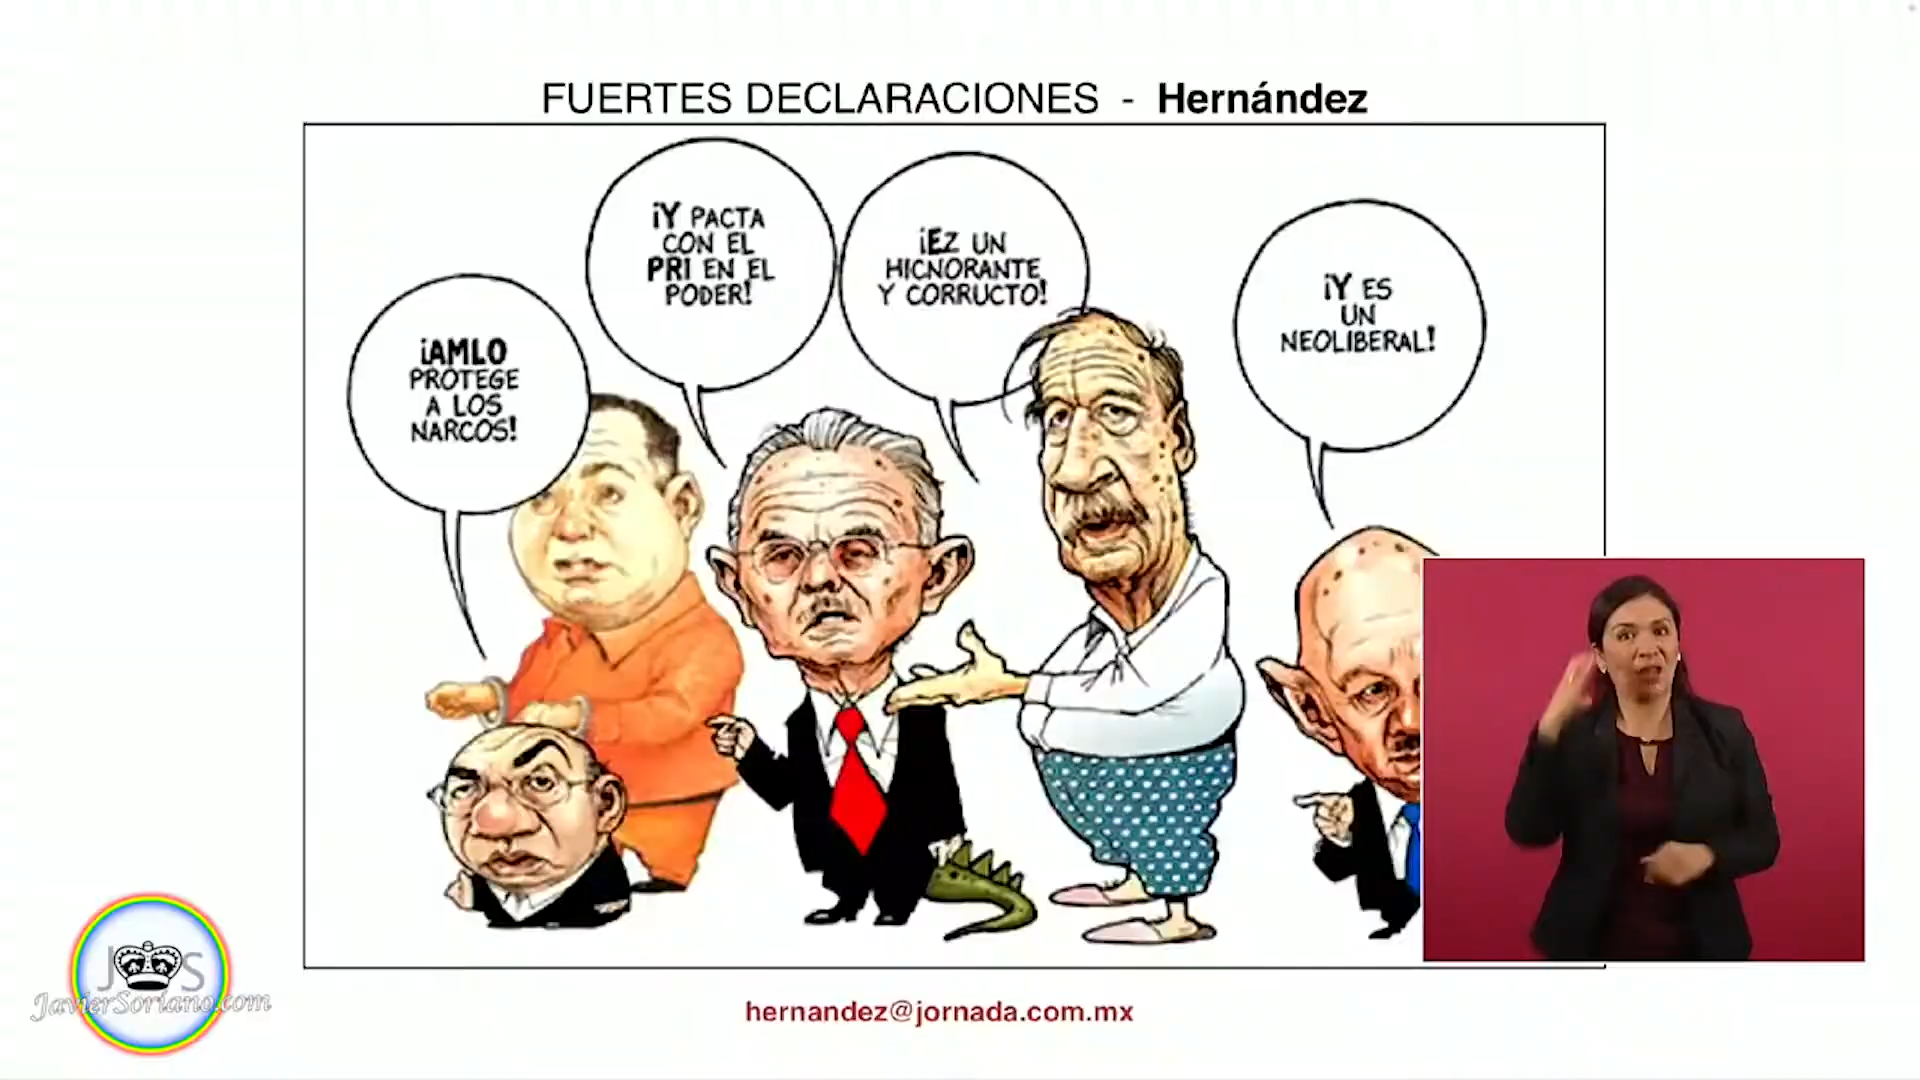 FUERTES DECLARACIONES - Hernández
¡AMLO
PROTEGE
A LOS
NARCOS!
¡Y PACTA
CON EL
PRI EN EL
PODER!
¡EZ UN
HICNORANTE
Y CORRUCTO!
¡Y ES
UN
NEOLIBERAL!
JS
JavierSoriano.com
hernandez@jornada.com.mx